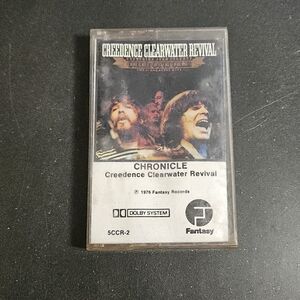 CREEDENCE CLEARWATER REVIVAL
CHRONICLE
Creedence Clearwater Revival
℗ 1976 Fantasy Records
DOLBY SYSTEM
5CCR-2
Fantasy